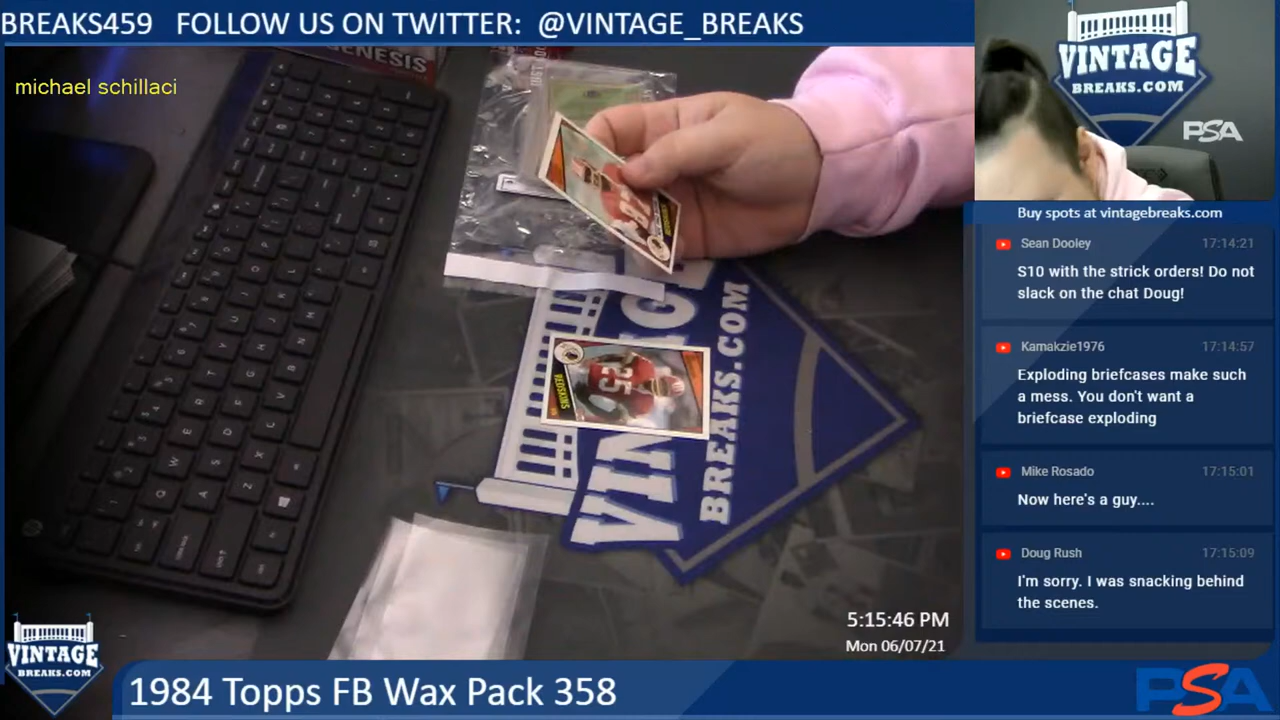 BREAKS459 FOLLOW US ON TWITTER: @VINTAGE_BREAKS
michael schillaci
GENESIS
VINTAGE
BREAKS.COM
PSA
Buy spots at vintagebreaks.com
Sean Dooley 17:14:21
S10 with the strick orders! Do not
slack on the chat Doug!
Kamakzie1976 17:14:57
Exploding briefcases make such
a mess. You don't want a
briefcase exploding
Mike Rosado 17:15:01
Now here's a guy....
Doug Rush 17:15:09
I'm sorry. I was snacking behind
the scenes.
REDSKINS
25
BREAKS.COM
5:15:46 PM
Mon 06/07/21
VINTAGE
BREAKS.COM
1984 Topps FB Wax Pack 358
PSA